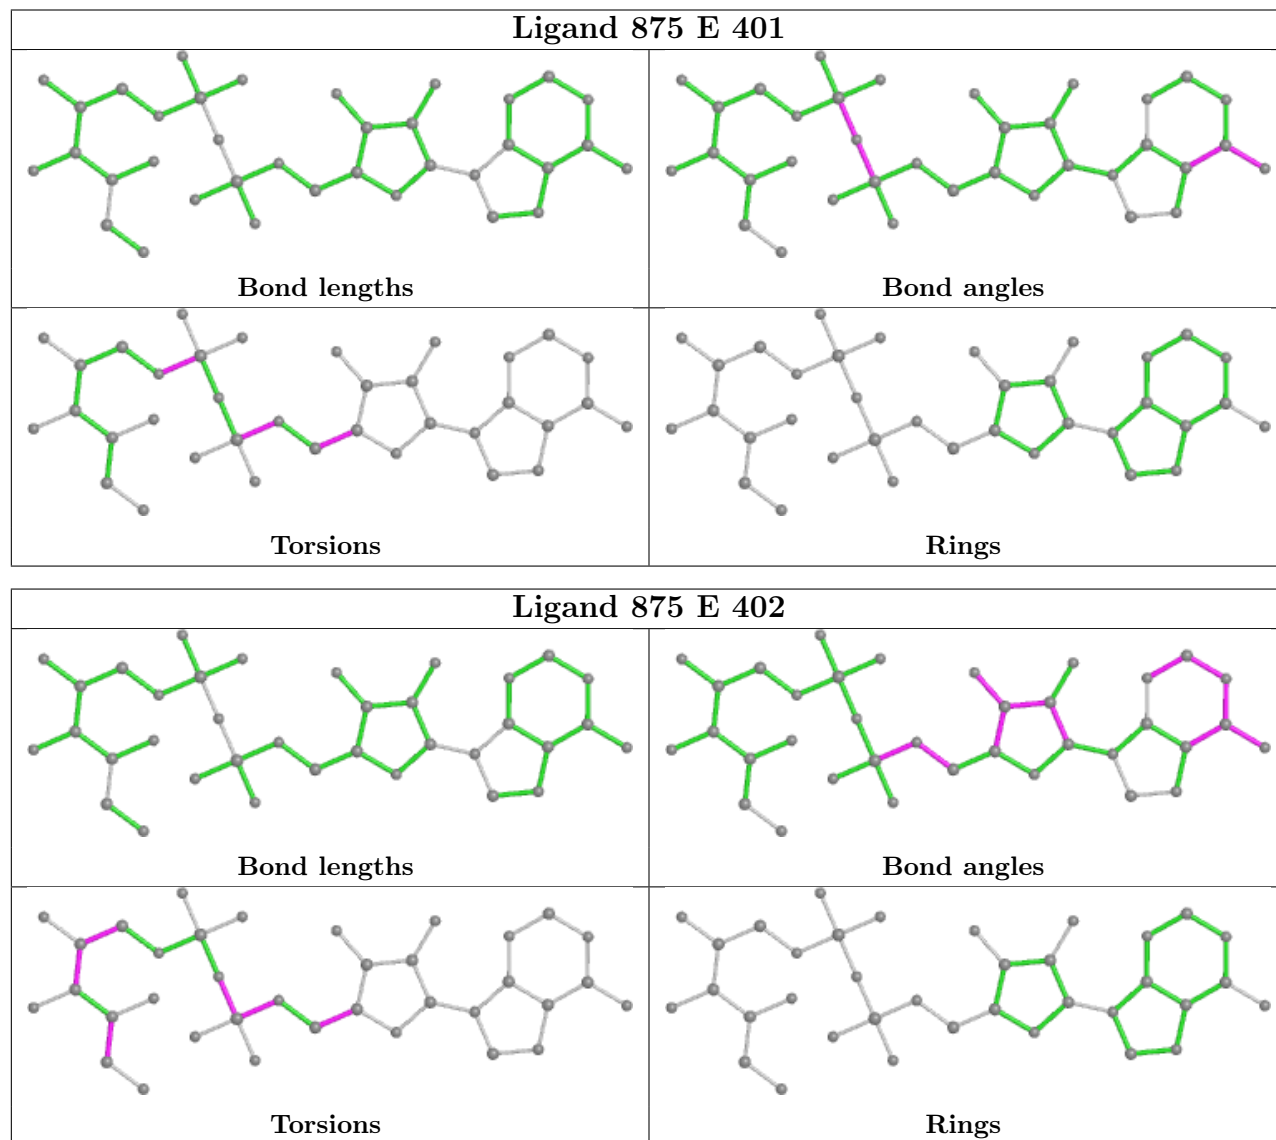 Ligand 875 E 401
Bond lengths
Bond angles
Torsions
Rings
Ligand 875 E 402
Bond lengths
Bond angles
Torsions
Rings